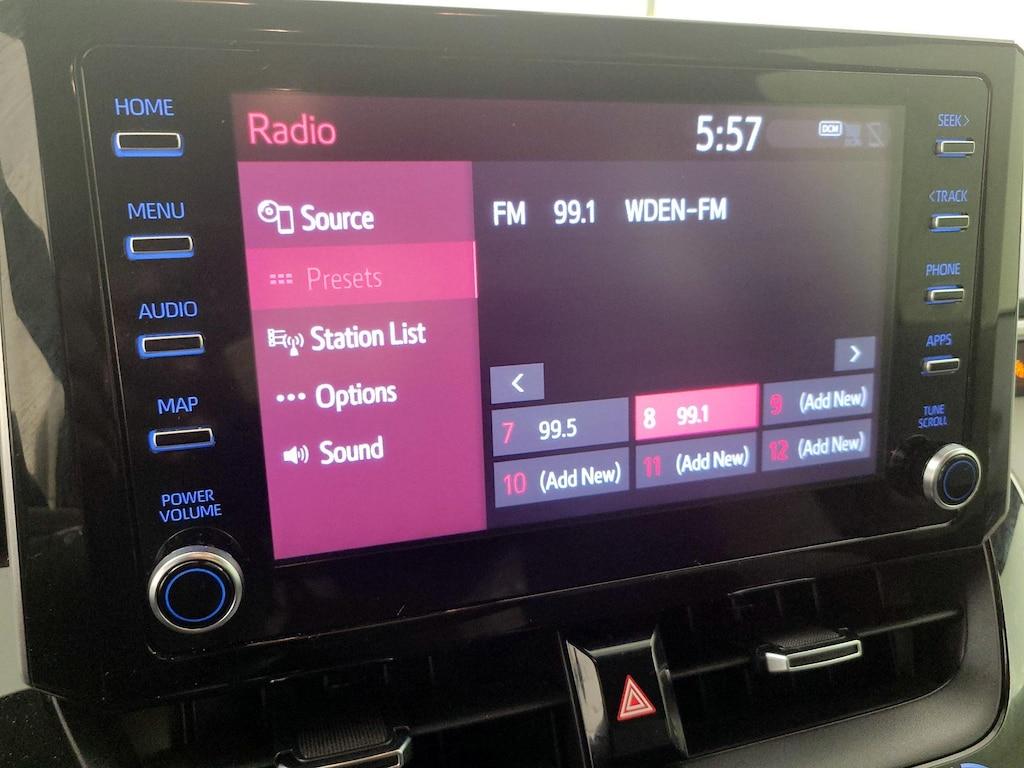 HOME
MENU
AUDIO
MAP
POWER
VOLUME
Radio
5:57
DCM
Source
Presets
Station List
Options
Sound
FM 99.1 WDEN-FM
<
>
7 99.5
8 99.1
9 (Add New)
10 (Add New)
11 (Add New)
12 (Add New)
SEEK>
<TRACK
PHONE
APPS
TUNE
SCROLL